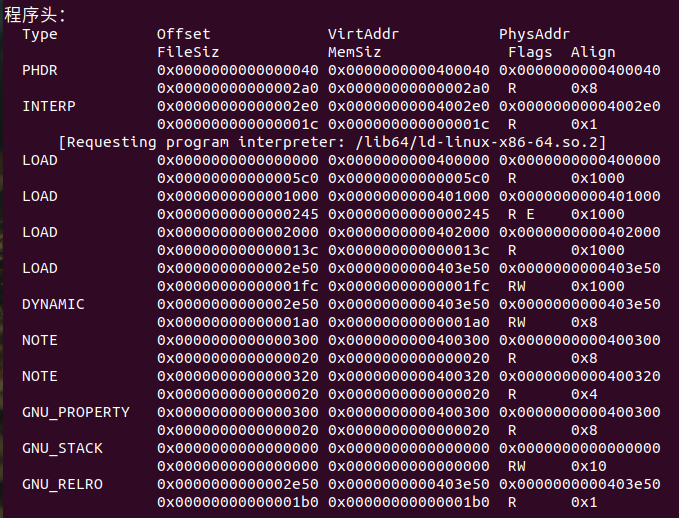 程序头：
Type Offset VirtAddr PhysAddr
FileSiz MemSiz Flags Align
PHDR 0x0000000000000040 0x0000000000400040 0x0000000000400040
0x00000000000002a0 0x00000000000002a0 R 0x8
INTERP 0x00000000000002e0 0x00000000004002e0 0x00000000004002e0
0x000000000000001c 0x000000000000001c R 0x1
[Requesting program interpreter: /lib64/ld-linux-x86-64.so.2]
LOAD 0x0000000000000000 0x0000000000400000 0x0000000000400000
0x00000000000005c0 0x00000000000005c0 R 0x1000
LOAD 0x0000000000001000 0x0000000000401000 0x0000000000401000
0x0000000000000245 0x0000000000000245 R E 0x1000
LOAD 0x0000000000002000 0x0000000000402000 0x0000000000402000
0x000000000000013c 0x000000000000013c R 0x1000
LOAD 0x0000000000002e50 0x0000000000403e50 0x0000000000403e50
0x00000000000001fc 0x00000000000001fc RW 0x1000
DYNAMIC 0x0000000000002e50 0x0000000000403e50 0x0000000000403e50
0x00000000000001a0 0x00000000000001a0 RW 0x8
NOTE 0x0000000000000300 0x0000000000400300 0x0000000000400300
0x0000000000000020 0x0000000000000020 R 0x8
NOTE 0x0000000000000320 0x0000000000400320 0x0000000000400320
0x0000000000000020 0x0000000000000020 R 0x4
GNU_PROPERTY 0x0000000000000300 0x0000000000400300 0x0000000000400300
0x0000000000000020 0x0000000000000020 R 0x8
GNU_STACK 0x0000000000000000 0x0000000000000000 0x0000000000000000
0x0000000000000000 0x0000000000000000 RW 0x10
GNU_RELRO 0x0000000000002e50 0x0000000000403e50 0x0000000000403e50
0x00000000000001b0 0x00000000000001b0 R 0x1